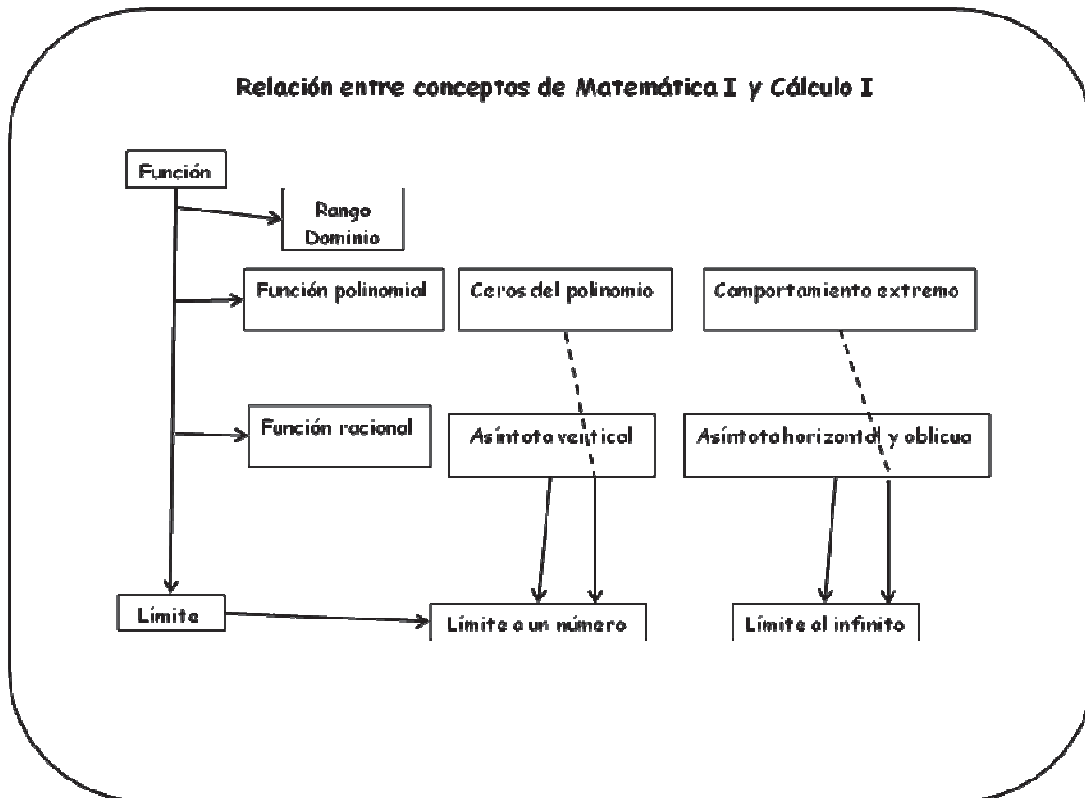 Relación entre conceptos de Matemática I y Cálculo I
Función
Rango
Dominio
Función polinomial
Ceros del polinomio
Comportamiento extremo
Función racional
Asíntota vertical
Asíntota horizontal y oblicua
Límite
Límite a un número
Límite al infinito